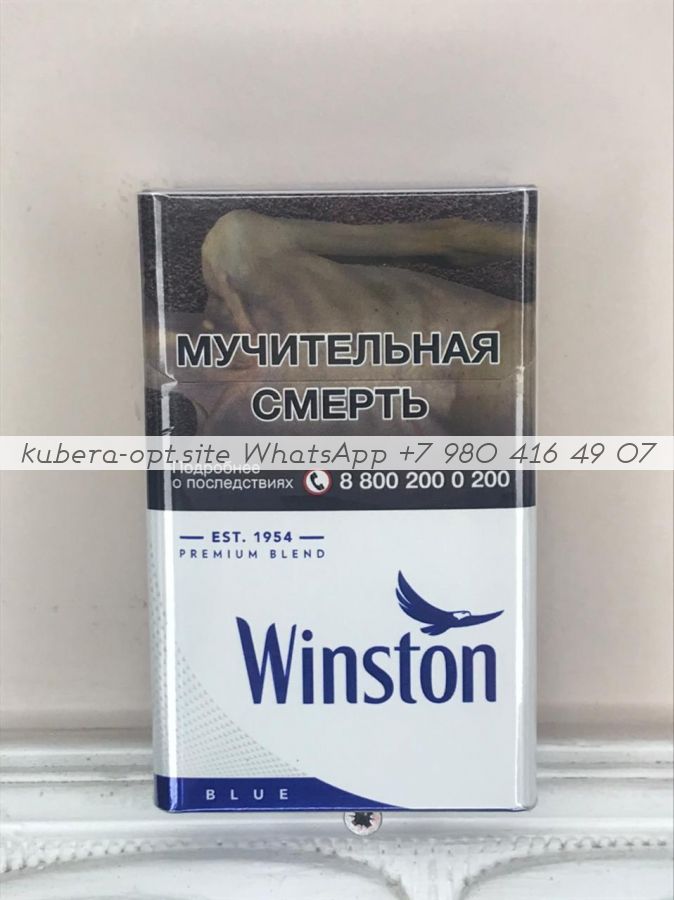 МУЧИТЕЛЬНАЯ
СМЕРТЬ
kubera-opt.site WhatsApp +7 980 416 49 07
Подробнее
о последствиях 8 800 200 0 200
EST. 1954
PREMIUM BLEND
Winston
BLUE